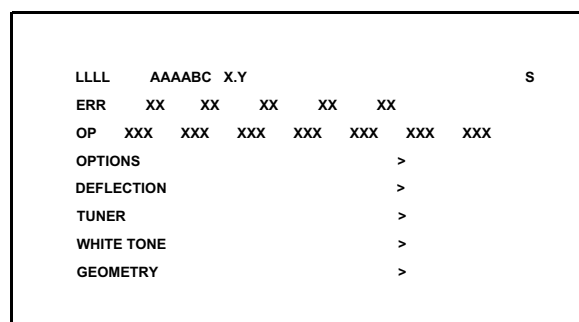 LLLL AAAABC X.Y S
ERR XX XX XX XX XX
OP XXX XXX XXX XXX XXX XXX XXX
OPTIONS >
DEFLECTION >
TUNER >
WHITE TONE >
GEOMETRY >